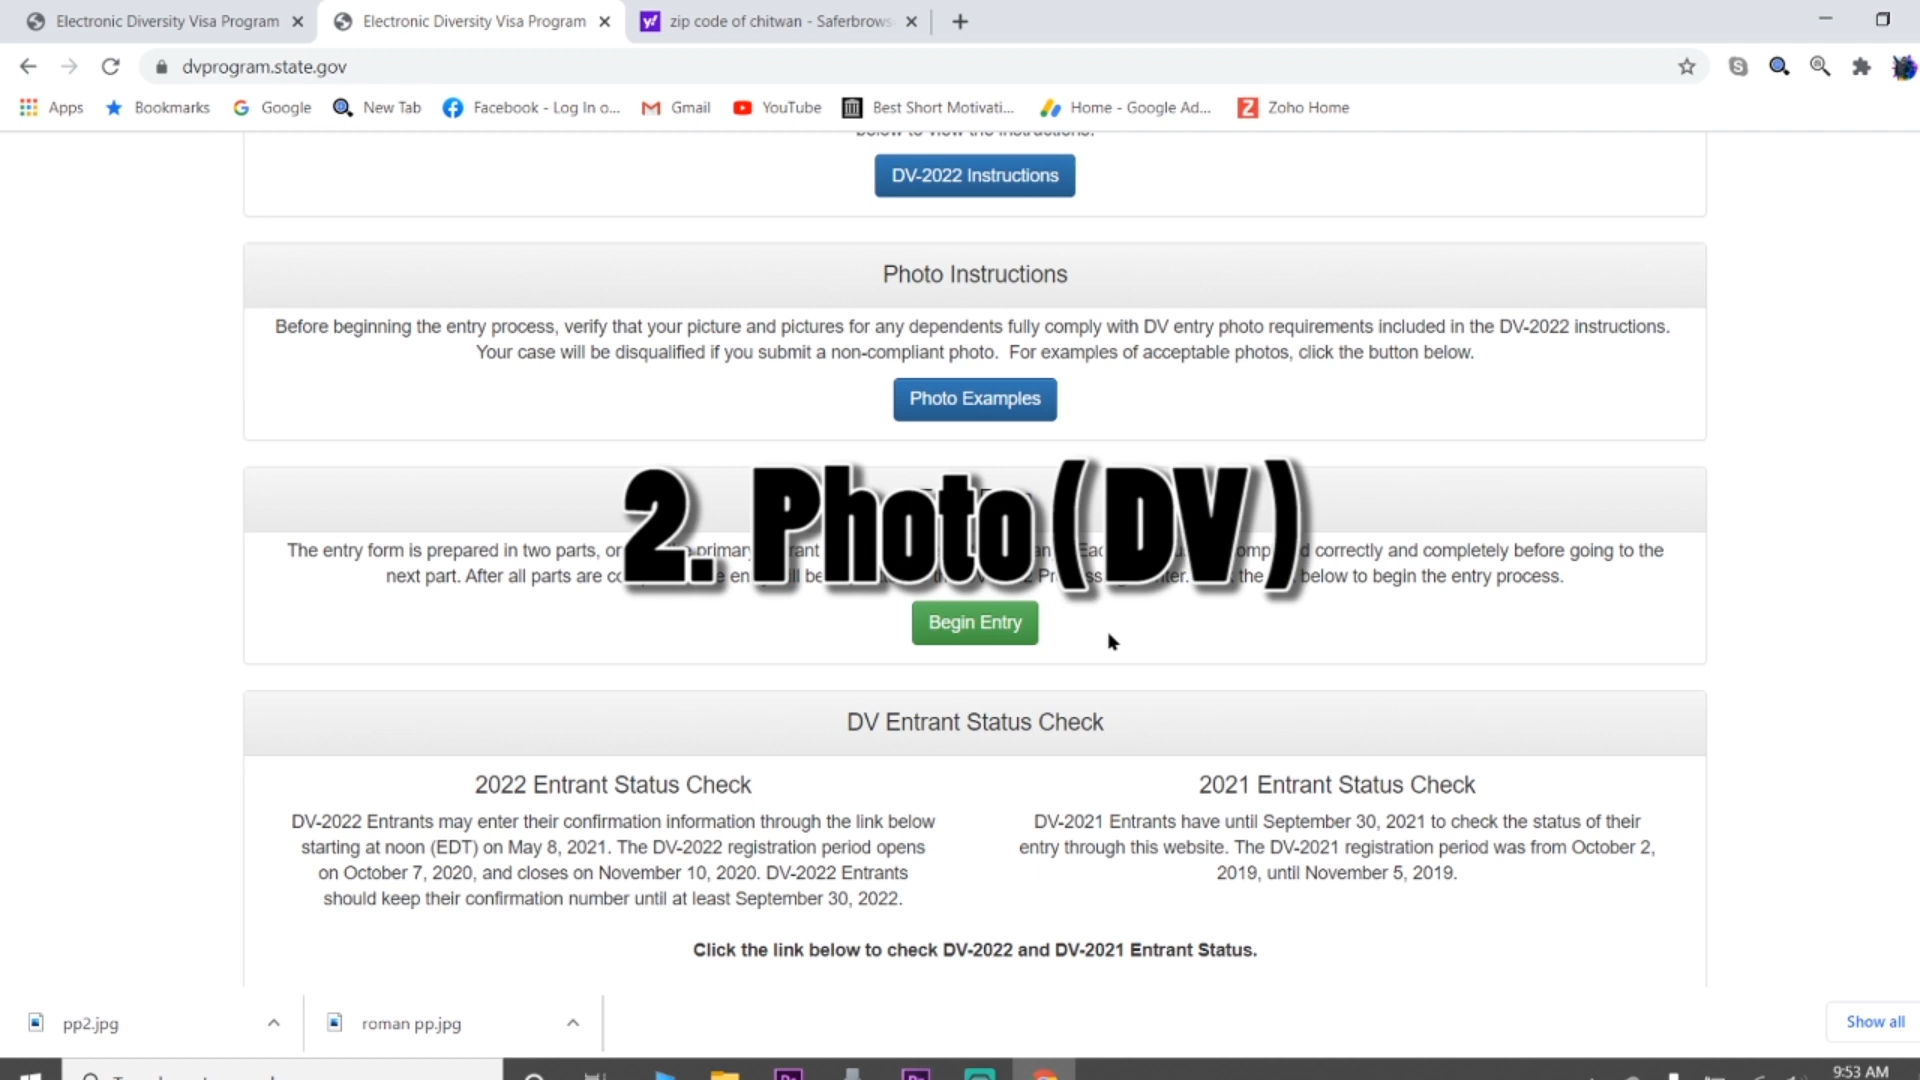 Electronic Diversity Visa Program
Electronic Diversity Visa Program
zip code of chitwan - Saferbrows
dvprogram.state.gov
Apps
Bookmarks
Google
New Tab
Facebook - Log In o...
Gmail
YouTube
Best Short Motivati...
Home - Google Ad...
Zoho Home
below to view the instructions.
DV-2022 Instructions
Photo Instructions
Before beginning the entry process, verify that your picture and pictures for any dependents fully comply with DV entry photo requirements included in the DV-2022 instructions.
Your case will be disqualified if you submit a non-compliant photo. For examples of acceptable photos, click the button below.
Photo Examples
2. Photo (DV)
The entry form is prepared in two parts, primary correctly and completely before going to the
next part. After all parts are the below to begin the entry process.
Begin Entry
DV Entrant Status Check
2022 Entrant Status Check
DV-2022 Entrants may enter their confirmation information through the link below
starting at noon (EDT) on May 8, 2021. The DV-2022 registration period opens
on October 7, 2020, and closes on November 10, 2020. DV-2022 Entrants
should keep their confirmation number until at least September 30, 2022.
2021 Entrant Status Check
DV-2021 Entrants have until September 30, 2021 to check the status of their
entry through this website. The DV-2021 registration period was from October 2,
2019, until November 5, 2019.
Click the link below to check DV-2022 and DV-2021 Entrant Status.
pp2.jpg
roman pp.jpg
Show all
9:53 AM